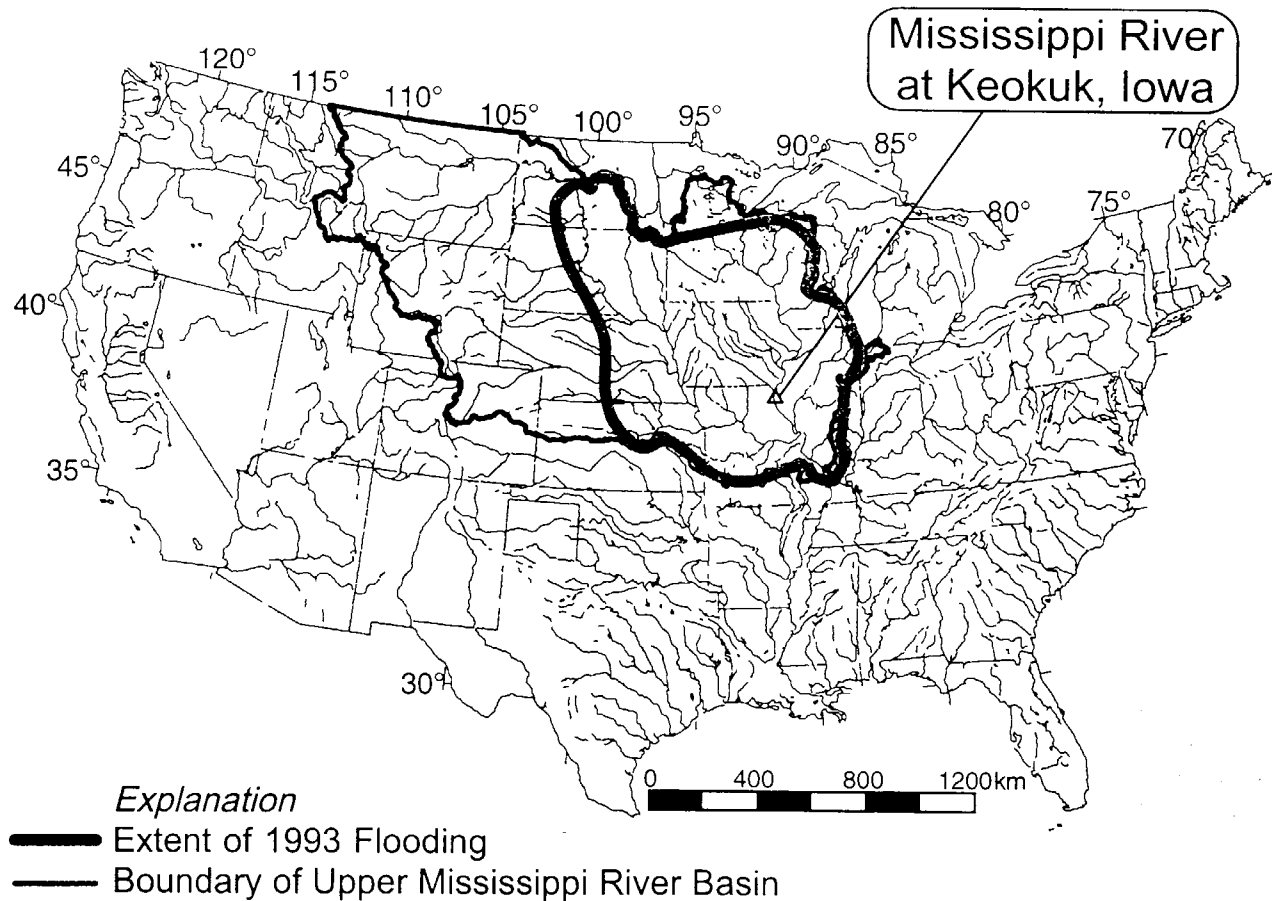 Mississippi River
at Keokuk, Iowa
120°
115°
110°
105°
100°
95°
90°
85°
80°
75°
70°
45°
40°
35°
30°
0 400 800 1200km
Explanation
Extent of 1993 Flooding
Boundary of Upper Mississippi River Basin